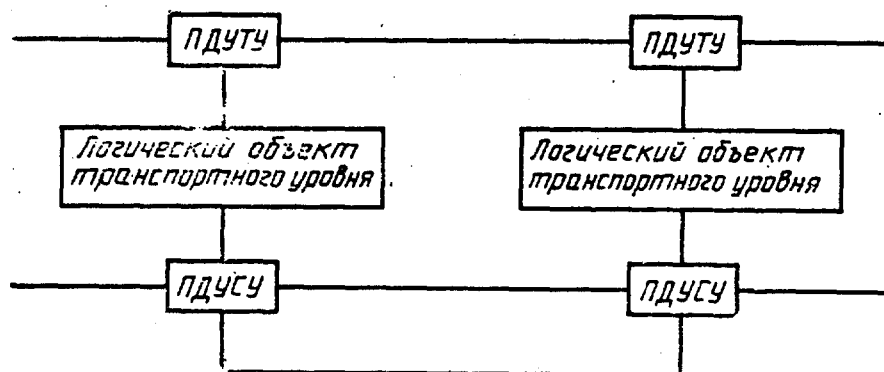 ПДУТУ
ПДУТУ
Логический объект
транспортного уровня
Логический объект
транспортного уровня
ПДУСУ
ПДУСУ